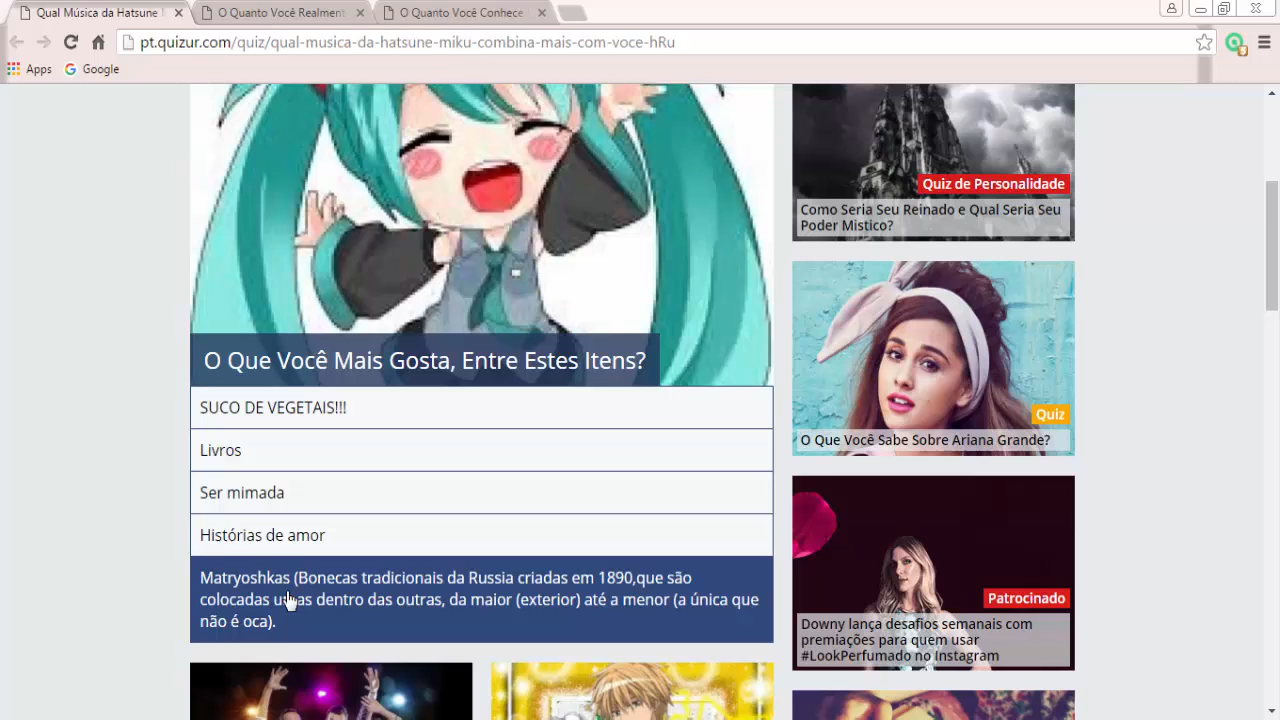 Qual Música da Hatsune
O Quanto Você Realment
O Quanto Você Conhece
pt.quizur.com/quiz/qual-musica-da-hatsune-miku-combina-mais-com-voce-hRu
Apps
Google
O Que Você Mais Gosta, Entre Estes Itens?
SUCO DE VEGETAIS!!!
Livros
Ser mimada
Histórias de amor
Matryoshkas (Bonecas tradicionais da Russia criadas em 1890,que são
colocadas umas dentro das outras, da maior (exterior) até a menor (a única que
não é oca).
Quiz de Personalidade
Como Seria Seu Reinado e Qual Seria Seu
Poder Mistico?
Quiz
O Que Você Sabe Sobre Ariana Grande?
Patrocinado
Downy lança desafios semanais com
premiações para quem usar
#LookPerfumado no Instagram